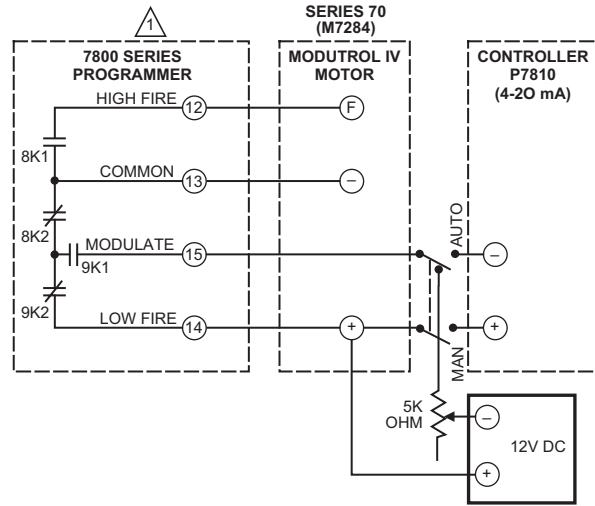 1
7800 SERIES
PROGRAMMER
SERIES 70
(M7284)
MODUTROL IV
MOTOR
CONTROLLER
P7810
(4-2O mA)
HIGH FIRE
12
F
8K1
COMMON
13
–
8K2
MODULATE
15
AUTO
–
9K1
9K2
LOW FIRE
14
+
MAN
+
5K
OHM
–
12V DC
+